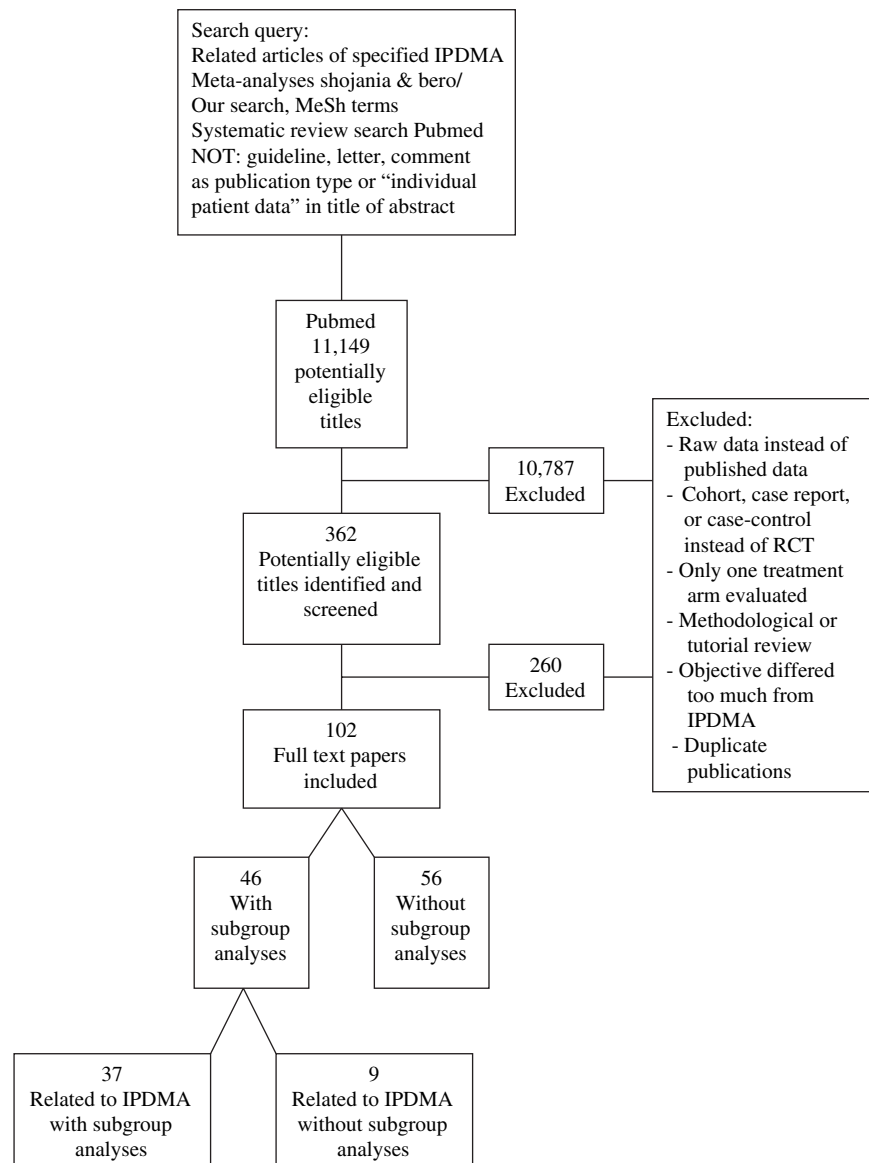 Search query:
Related articles of specified IPDMA
Meta-analyses shojania & bero/
Our search, MeSh terms
Systematic review search Pubmed
NOT: guideline, letter, comment
as publication type or “individual
patient data” in title of abstract
Pubmed
11,149
potentially
eligible
titles
10,787
Excluded
Excluded:
- Raw data instead of
published data
- Cohort, case report,
or case-control
instead of RCT
- Only one treatment
arm evaluated
- Methodological or
tutorial review
- Objective differed
too much from
IPDMA
- Duplicate
publications
362
Potentially eligible
titles identified and
screened
260
Excluded
102
Full text papers
included
46
With
subgroup
analyses
56
Without
subgroup
analyses
37
Related to IPDMA
with subgroup
analyses
9
Related to IPDMA
without subgroup
analyses